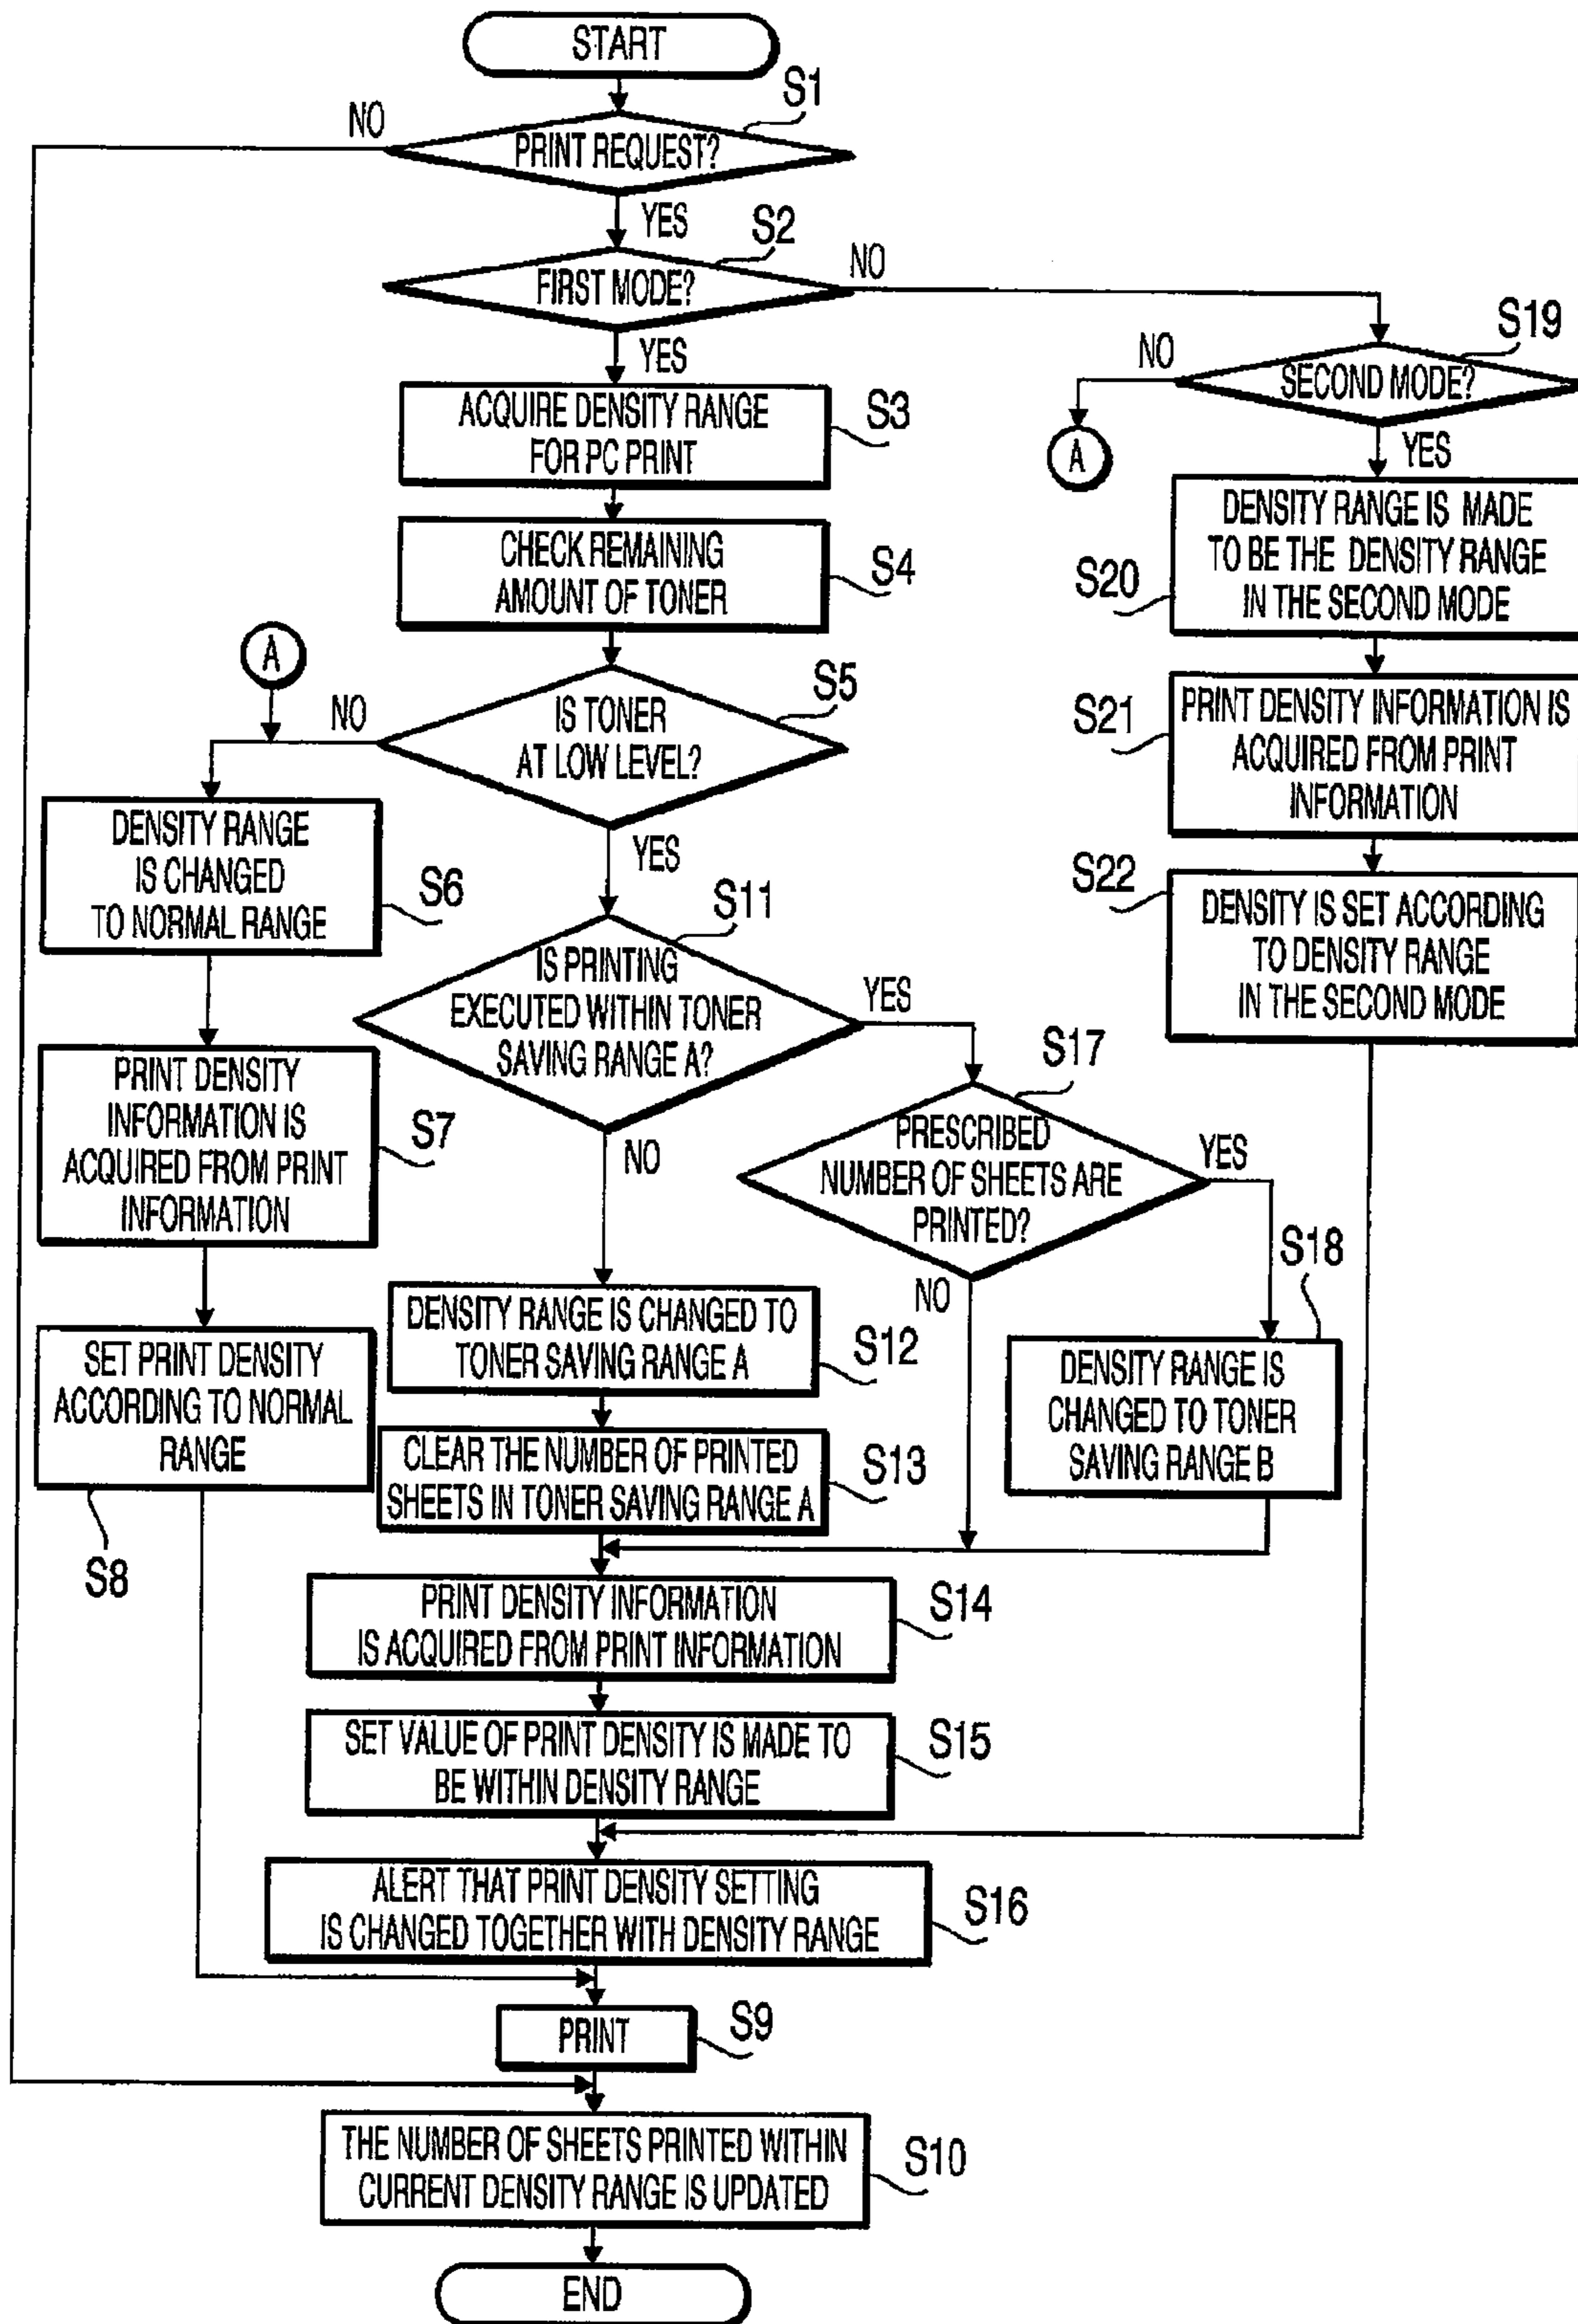 START
S1
NO
PRINT REQUEST?
YES
S2
NO
FIRST MODE?
YES
S19
NO
SECOND MODE?
A
YES
ACQUIRE DENSITY RANGE
FOR PC PRINT
S3
CHECK REMAINING
AMOUNT OF TONER
S4
DENSITY RANGE IS MADE
TO BE THE DENSITY RANGE
IN THE SECOND MODE
S20
A
S5
NO
IS TONER
AT LOW LEVEL?
YES
S21
PRINT DENSITY INFORMATION IS
ACQUIRED FROM PRINT
INFORMATION
DENSITY RANGE
IS CHANGED
TO NORMAL RANGE
S6
S22
DENSITY IS SET ACCORDING
TO DENSITY RANGE
IN THE SECOND MODE
S11
IS PRINTING
EXECUTED WITHIN TONER
SAVING RANGE A?
YES
NO
PRINT DENSITY
INFORMATION IS
ACQUIRED FROM PRINT
INFORMATION
S7
S17
PRESCRIBED
NUMBER OF SHEETS ARE
PRINTED?
YES
NO
S18
DENSITY RANGE IS CHANGED TO
TONER SAVING RANGE A
S12
SET PRINT DENSITY
ACCORDING TO NORMAL
RANGE
S8
DENSITY RANGE IS
CHANGED TO TONER
SAVING RANGE B
CLEAR THE NUMBER OF PRINTED
SHEETS IN TONER SAVING RANGE A
S13
PRINT DENSITY INFORMATION
IS ACQUIRED FROM PRINT INFORMATION
S14
SET VALUE OF PRINT DENSITY IS MADE TO
BE WITHIN DENSITY RANGE
S15
ALERT THAT PRINT DENSITY SETTING
IS CHANGED TOGETHER WITH DENSITY RANGE
S16
PRINT
S9
THE NUMBER OF SHEETS PRINTED WITHIN
CURRENT DENSITY RANGE IS UPDATED
S10
END